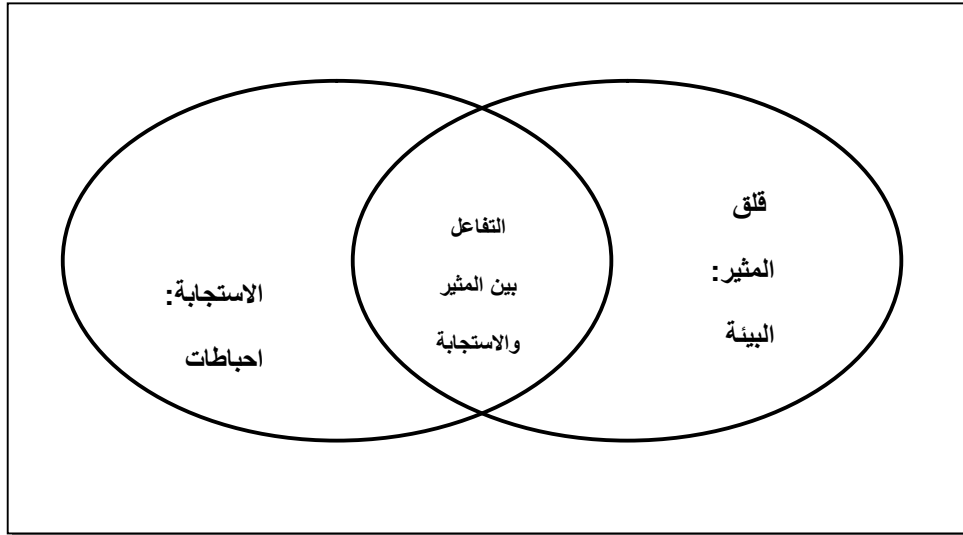 قلق
المثير:
البيئة
التفاعل
بين المثير
والاستجابة
الاستجابة:
احباطات